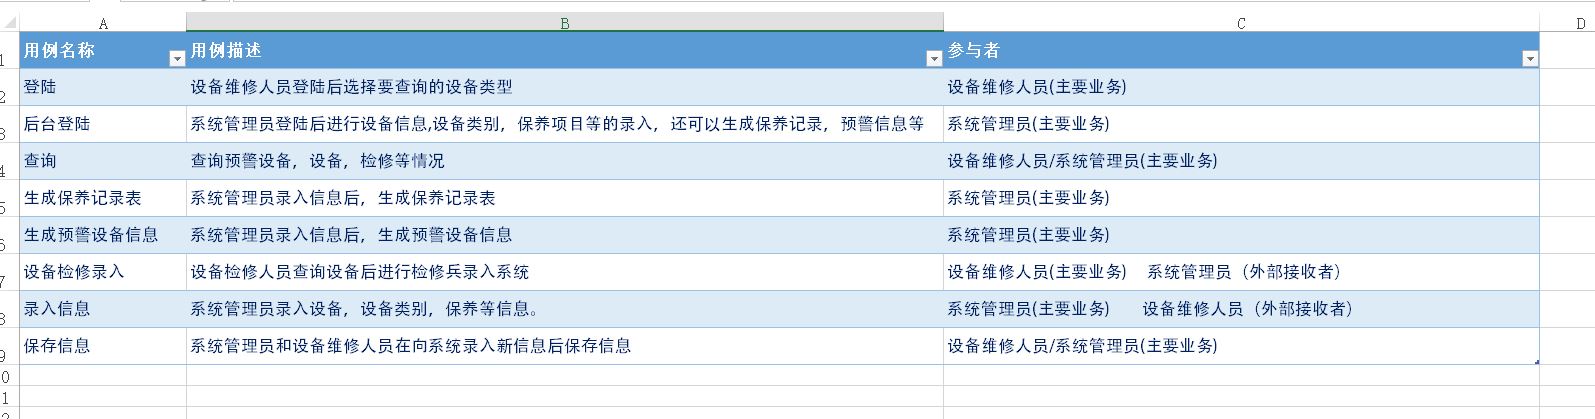 A B C D
1 用例名称 用例描述 参与者
2 登陆 设备维修人员登陆后选择要查询的设备类型 设备维修人员(主要业务)
3 后台登陆 系统管理员登陆后进行设备信息,设备类别，保养项目等的录入，还可以生成保养记录，预警信息等 系统管理员(主要业务)
4 查询 查询预警设备，设备，检修等情况 设备维修人员/系统管理员(主要业务)
5 生成保养记录表 系统管理员录入信息后，生成保养记录表 系统管理员(主要业务)
6 生成预警设备信息 系统管理员录入信息后，生成预警设备信息 系统管理员(主要业务)
7 设备检修录入 设备检修人员查询设备后进行检修兵录入系统 设备维修人员(主要业务) 系统管理员（外部接收者）
8 录入信息 系统管理员录入设备，设备类别，保养等信息。 系统管理员(主要业务) 设备维修人员（外部接收者）
9 保存信息 系统管理员和设备维修人员在向系统录入新信息后保存信息 设备维修人员/系统管理员(主要业务)
0
1
2